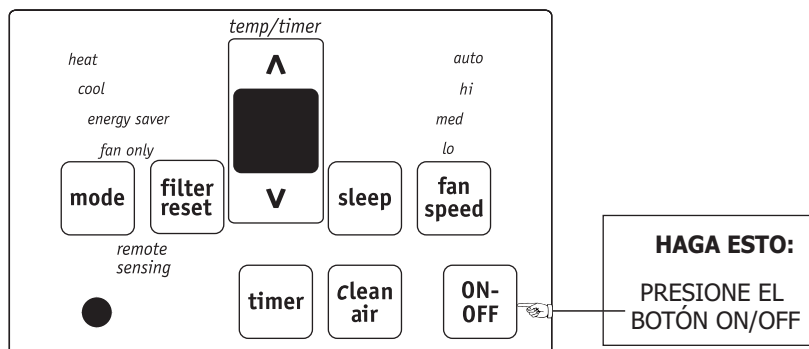 temp/timer
heat
auto
cool
hi
energy saver
med
fan only
lo
mode
filter
reset
sleep
fan
speed
remote
sensing
timer
clean
air
ON-
OFF
HAGA ESTO:
PRESIONE EL
BOTÓN ON/OFF